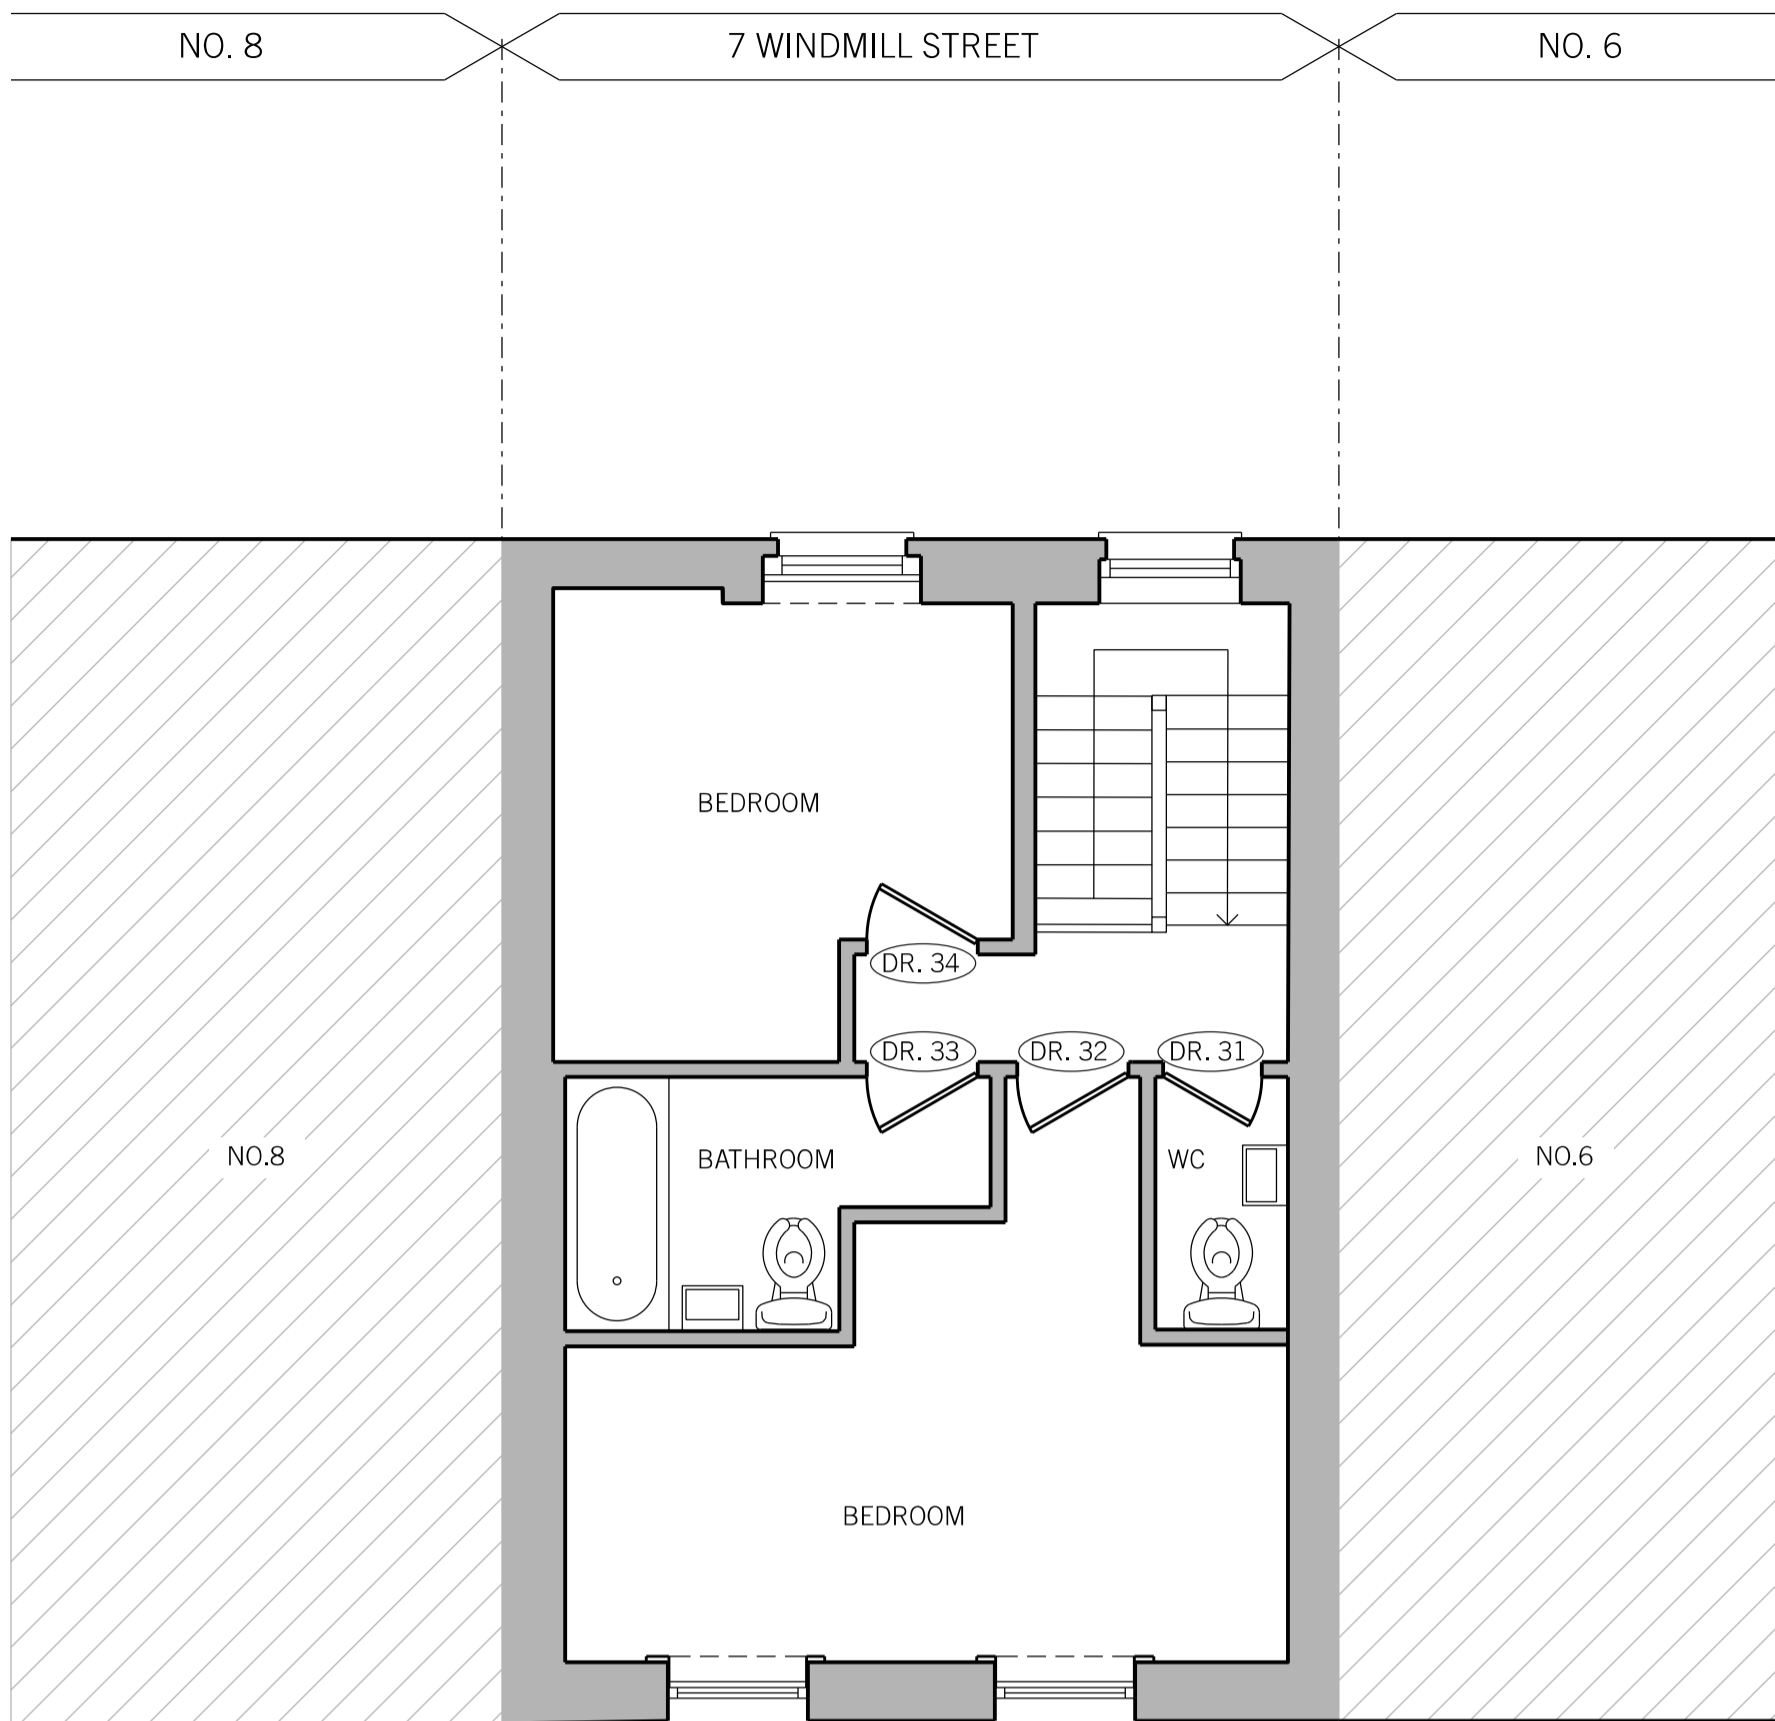 NO. 8
7 WINDMILL STREET
NO. 6
BEDROOM
DR. 34
DR. 33
DR. 32
DR. 31
NO.8
BATHROOM
WC
NO.6
BEDROOM